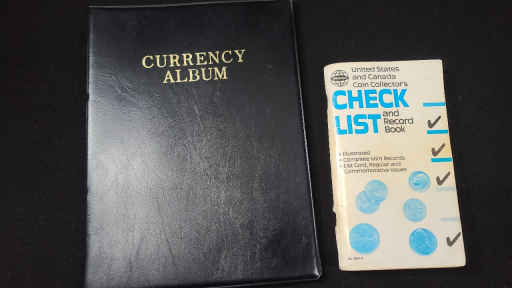 CURRENCY
ALBUM
United States
and Canada
Coin Collector's
CHECK
LIST and
Record
Book
• Illustrated
• Complete Mint Records
• List Gold, Regular and
Commemorative Issues